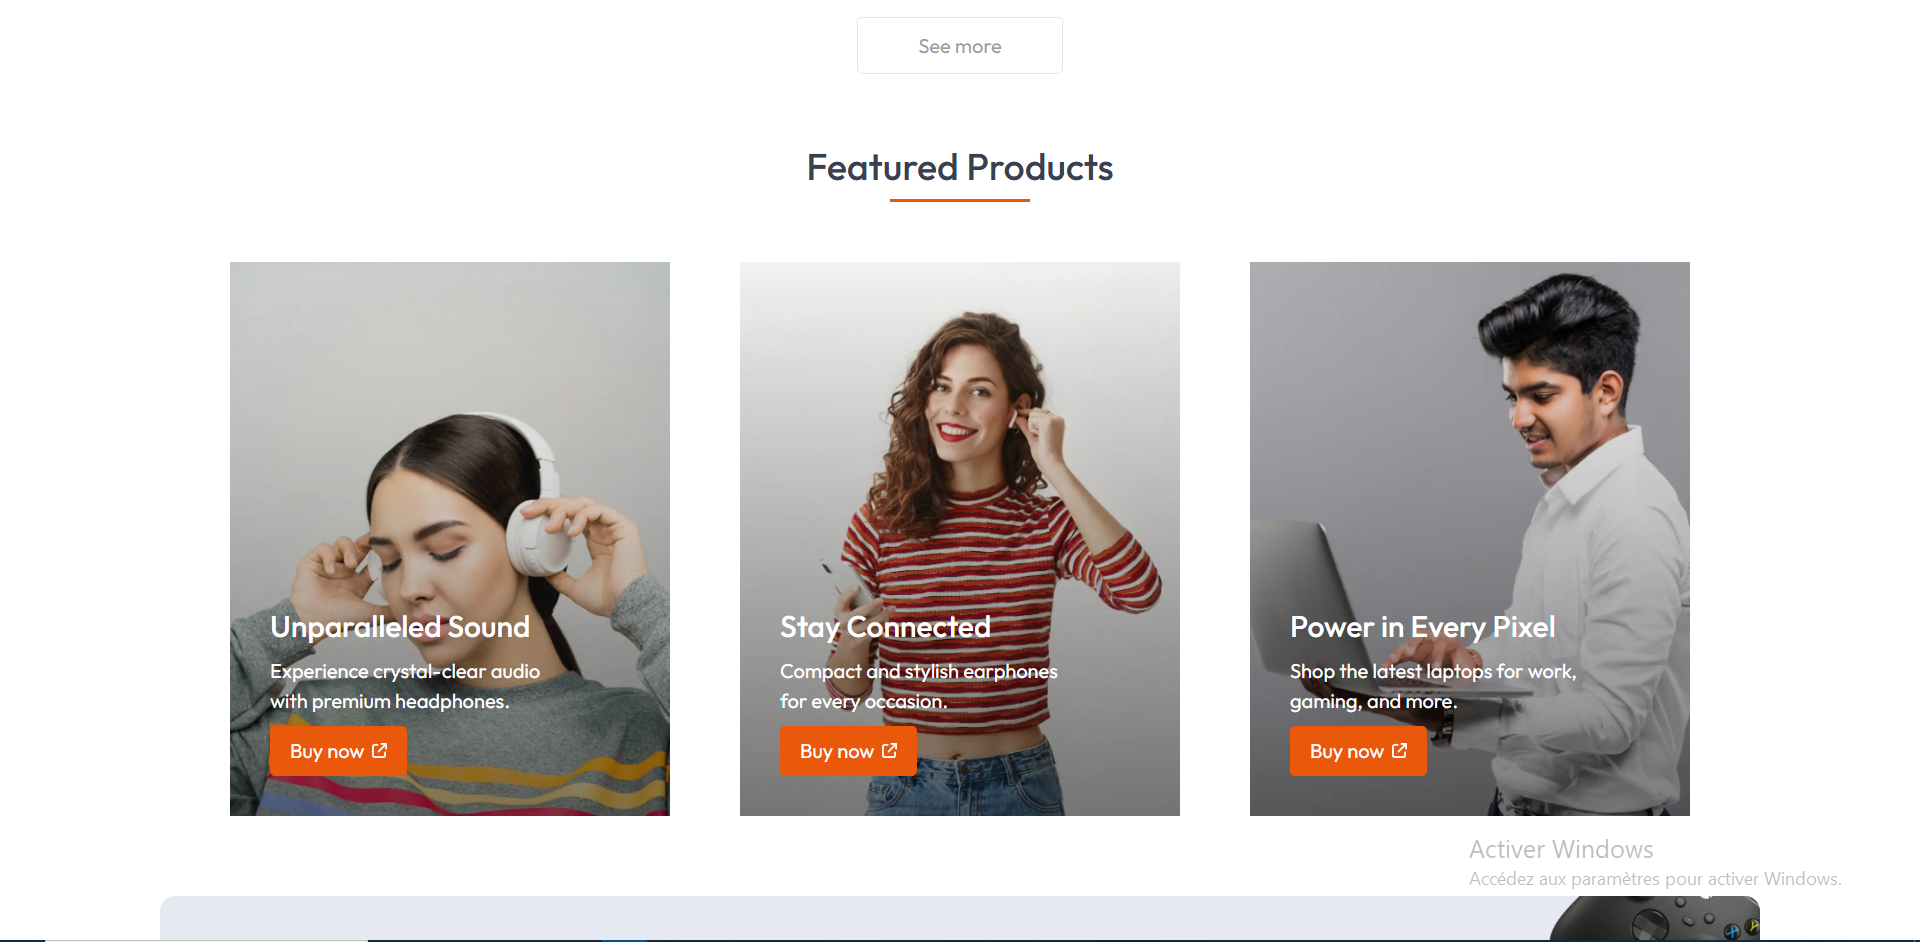 See more
Featured Products
Unparalleled Sound
Experience crystal-clear audio
with premium headphones.
Buy now
Stay Connected
Compact and stylish earphones
for every occasion.
Buy now
Power in Every Pixel
Shop the latest laptops for work,
gaming, and more.
Buy now
Activer Windows
Accédez aux paramètres pour activer Windows.
X
Y